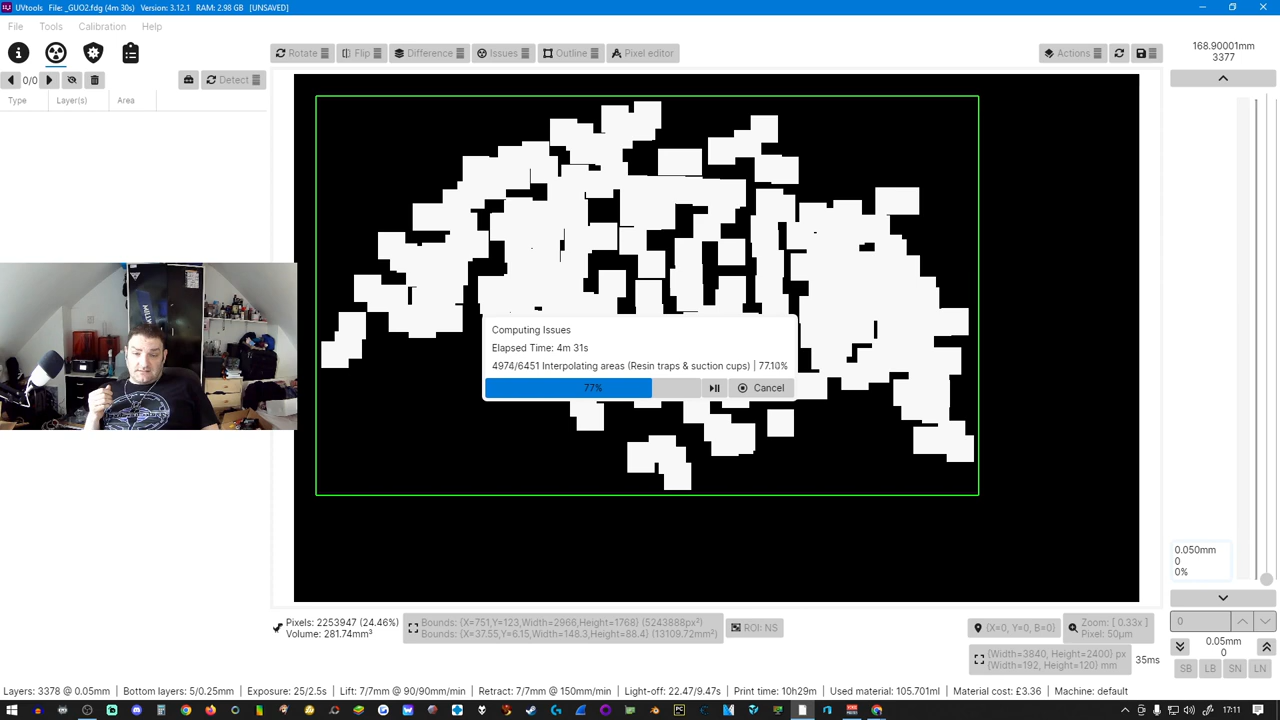 UVtools File: _GUO2.fdg (4m 30s) Version: 3.12.1 RAM: 2.98 GB [UNSAVED]
File Tools Calibration Help
Rotate Flip Difference Issues Outline Pixel editor Actions
168.90001mm
3377
0/0 Detect
Type Layer(s) Area
Computing Issues
Elapsed Time: 4m 31s
4974/6451 Interpolating areas (Resin traps & suction cups) | 77.10%
77% Cancel
0.050mm
0
0%
Pixels: 2253947 (24.46%)
Volume: 281.74mm³
Bounds: (X=751,Y=123,Width=2966,Height=1768) (5243888px²)
Bounds: (X=37.55,Y=6.15,Width=148.3,Height=88.4) (13109.72mm²)
ROI: NS
(X=0, Y=0, B=0)
Zoom: [ 0.33x ]
Pixel: 50µm
0
(Width=3840, Height=2400) px
(Width=192, Height=120) mm
35ms
0.05mm
0
SB LB SN LN
Layers: 3378 @ 0.05mm | Bottom layers: 5/0.25mm | Exposure: 25/2.5s | Lift: 7/7mm @ 90/90mm/min | Retract: 7/7mm @ 150mm/min | Light-off: 22.47/9.47s | Print time: 10h29m | Used material: 105.701ml | Material cost: £3.36 | Machine: default
17:11